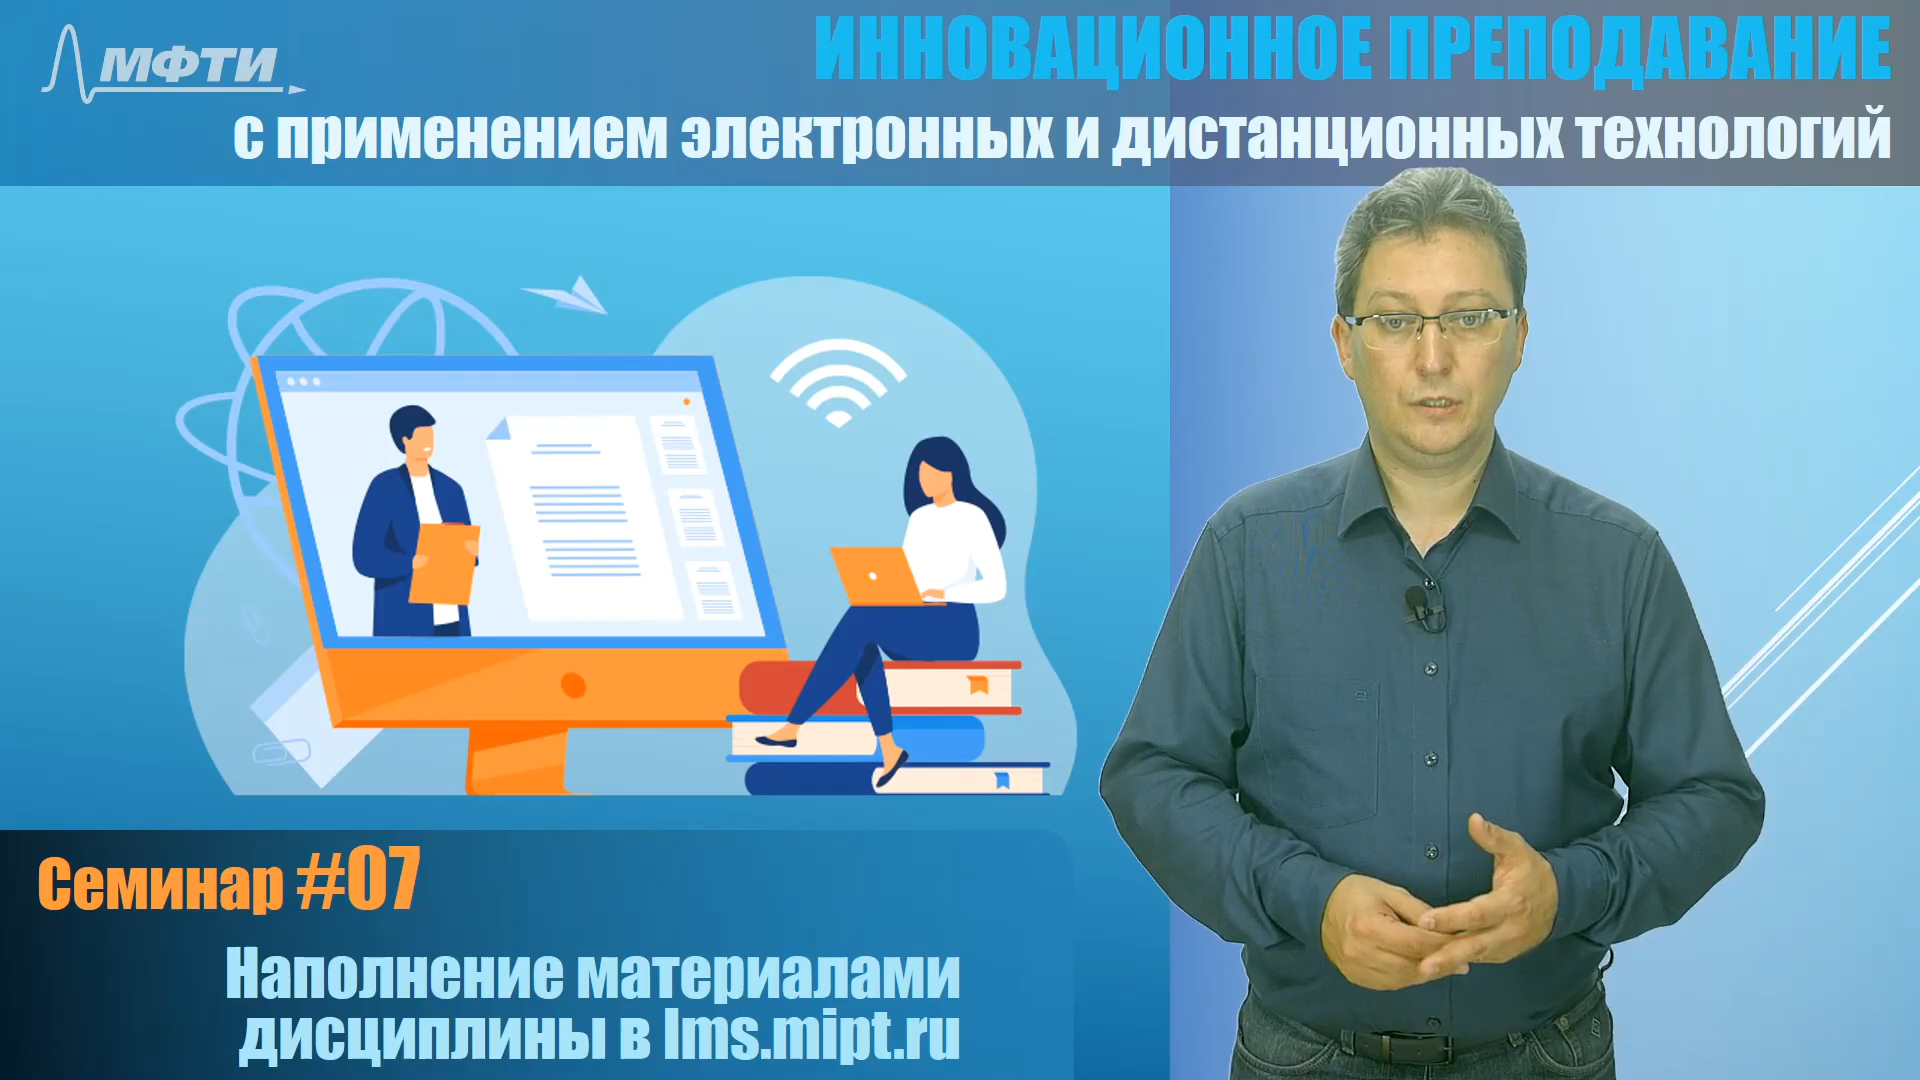 МФТИ
ИННОВАЦИОННОЕ ПРЕПОДАВАНИЕ
с применением электронных и дистанционных технологий
Семинар #07
Наполнение материалами
дисциплины в lms.mipt.ru